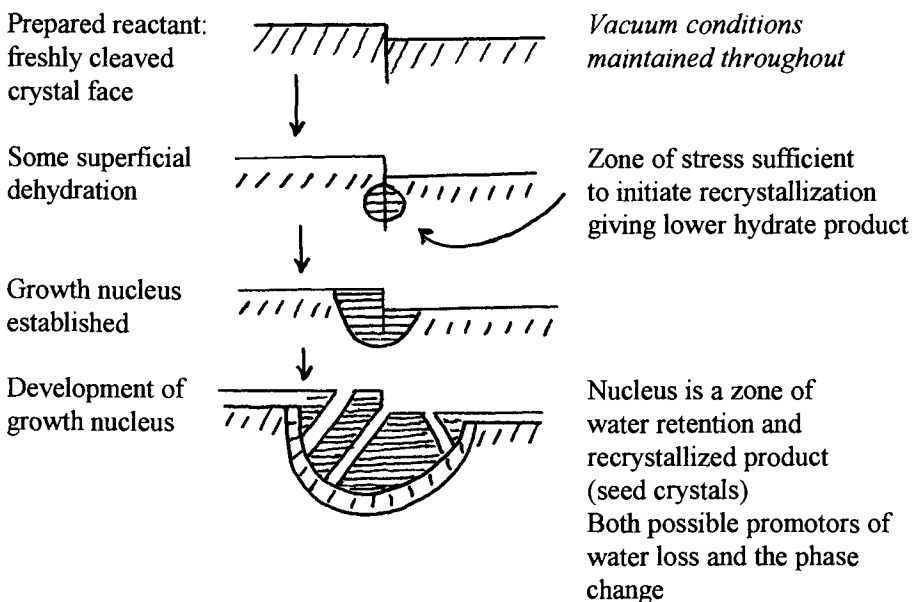 Prepared reactant:
freshly cleaved
crystal face
Vacuum conditions
maintained throughout
Some superficial
dehydration
Zone of stress sufficient
to initiate recrystallization
giving lower hydrate product
Growth nucleus
established
Development of
growth nucleus
Nucleus is a zone of
water retention and
recrystallized product
(seed crystals)
Both possible promotors of
water loss and the phase
change